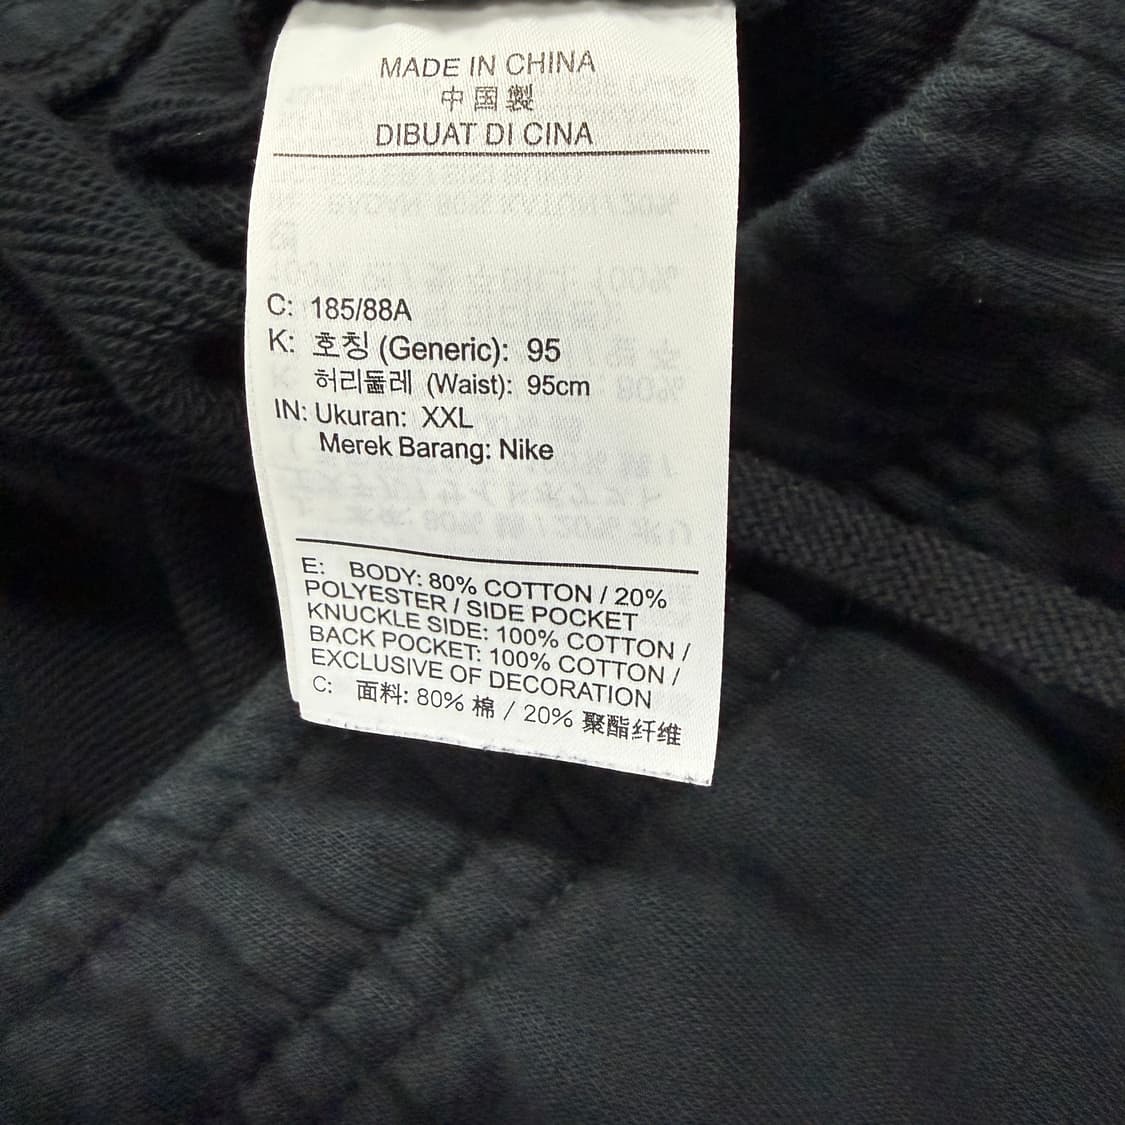 MADE IN CHINA
中国製
DIBUAT DI CINA
C: 185/88A
K: 호칭 (Generic): 95
허리둘레 (Waist): 95cm
IN: Ukuran: XXL
Merek Barang: Nike
E: BODY: 80% COTTON / 20%
POLYESTER / SIDE POCKET
KNUCKLE SIDE: 100% COTTON /
BACK POCKET: 100% COTTON /
EXCLUSIVE OF DECORATION
C: 面料: 80% 棉 / 20% 聚酯纤维